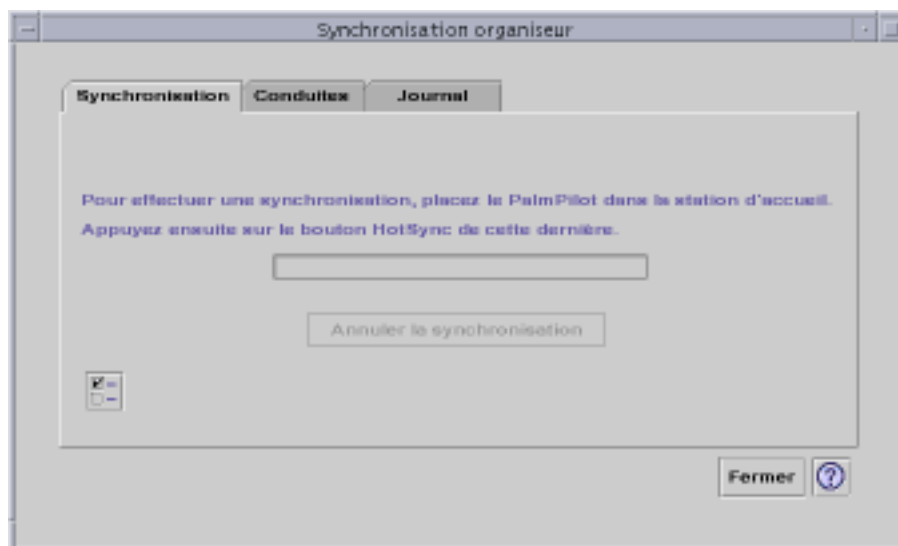 Synchronisation organiseur
Synchronisation Conduites Journal
Pour effectuer une synchronisation, placez le PalmPilot dans la station d'accueil.
Appuyez ensuite sur le bouton HotSync de cette dernière.
Annuler la synchronisation
Fermer ?